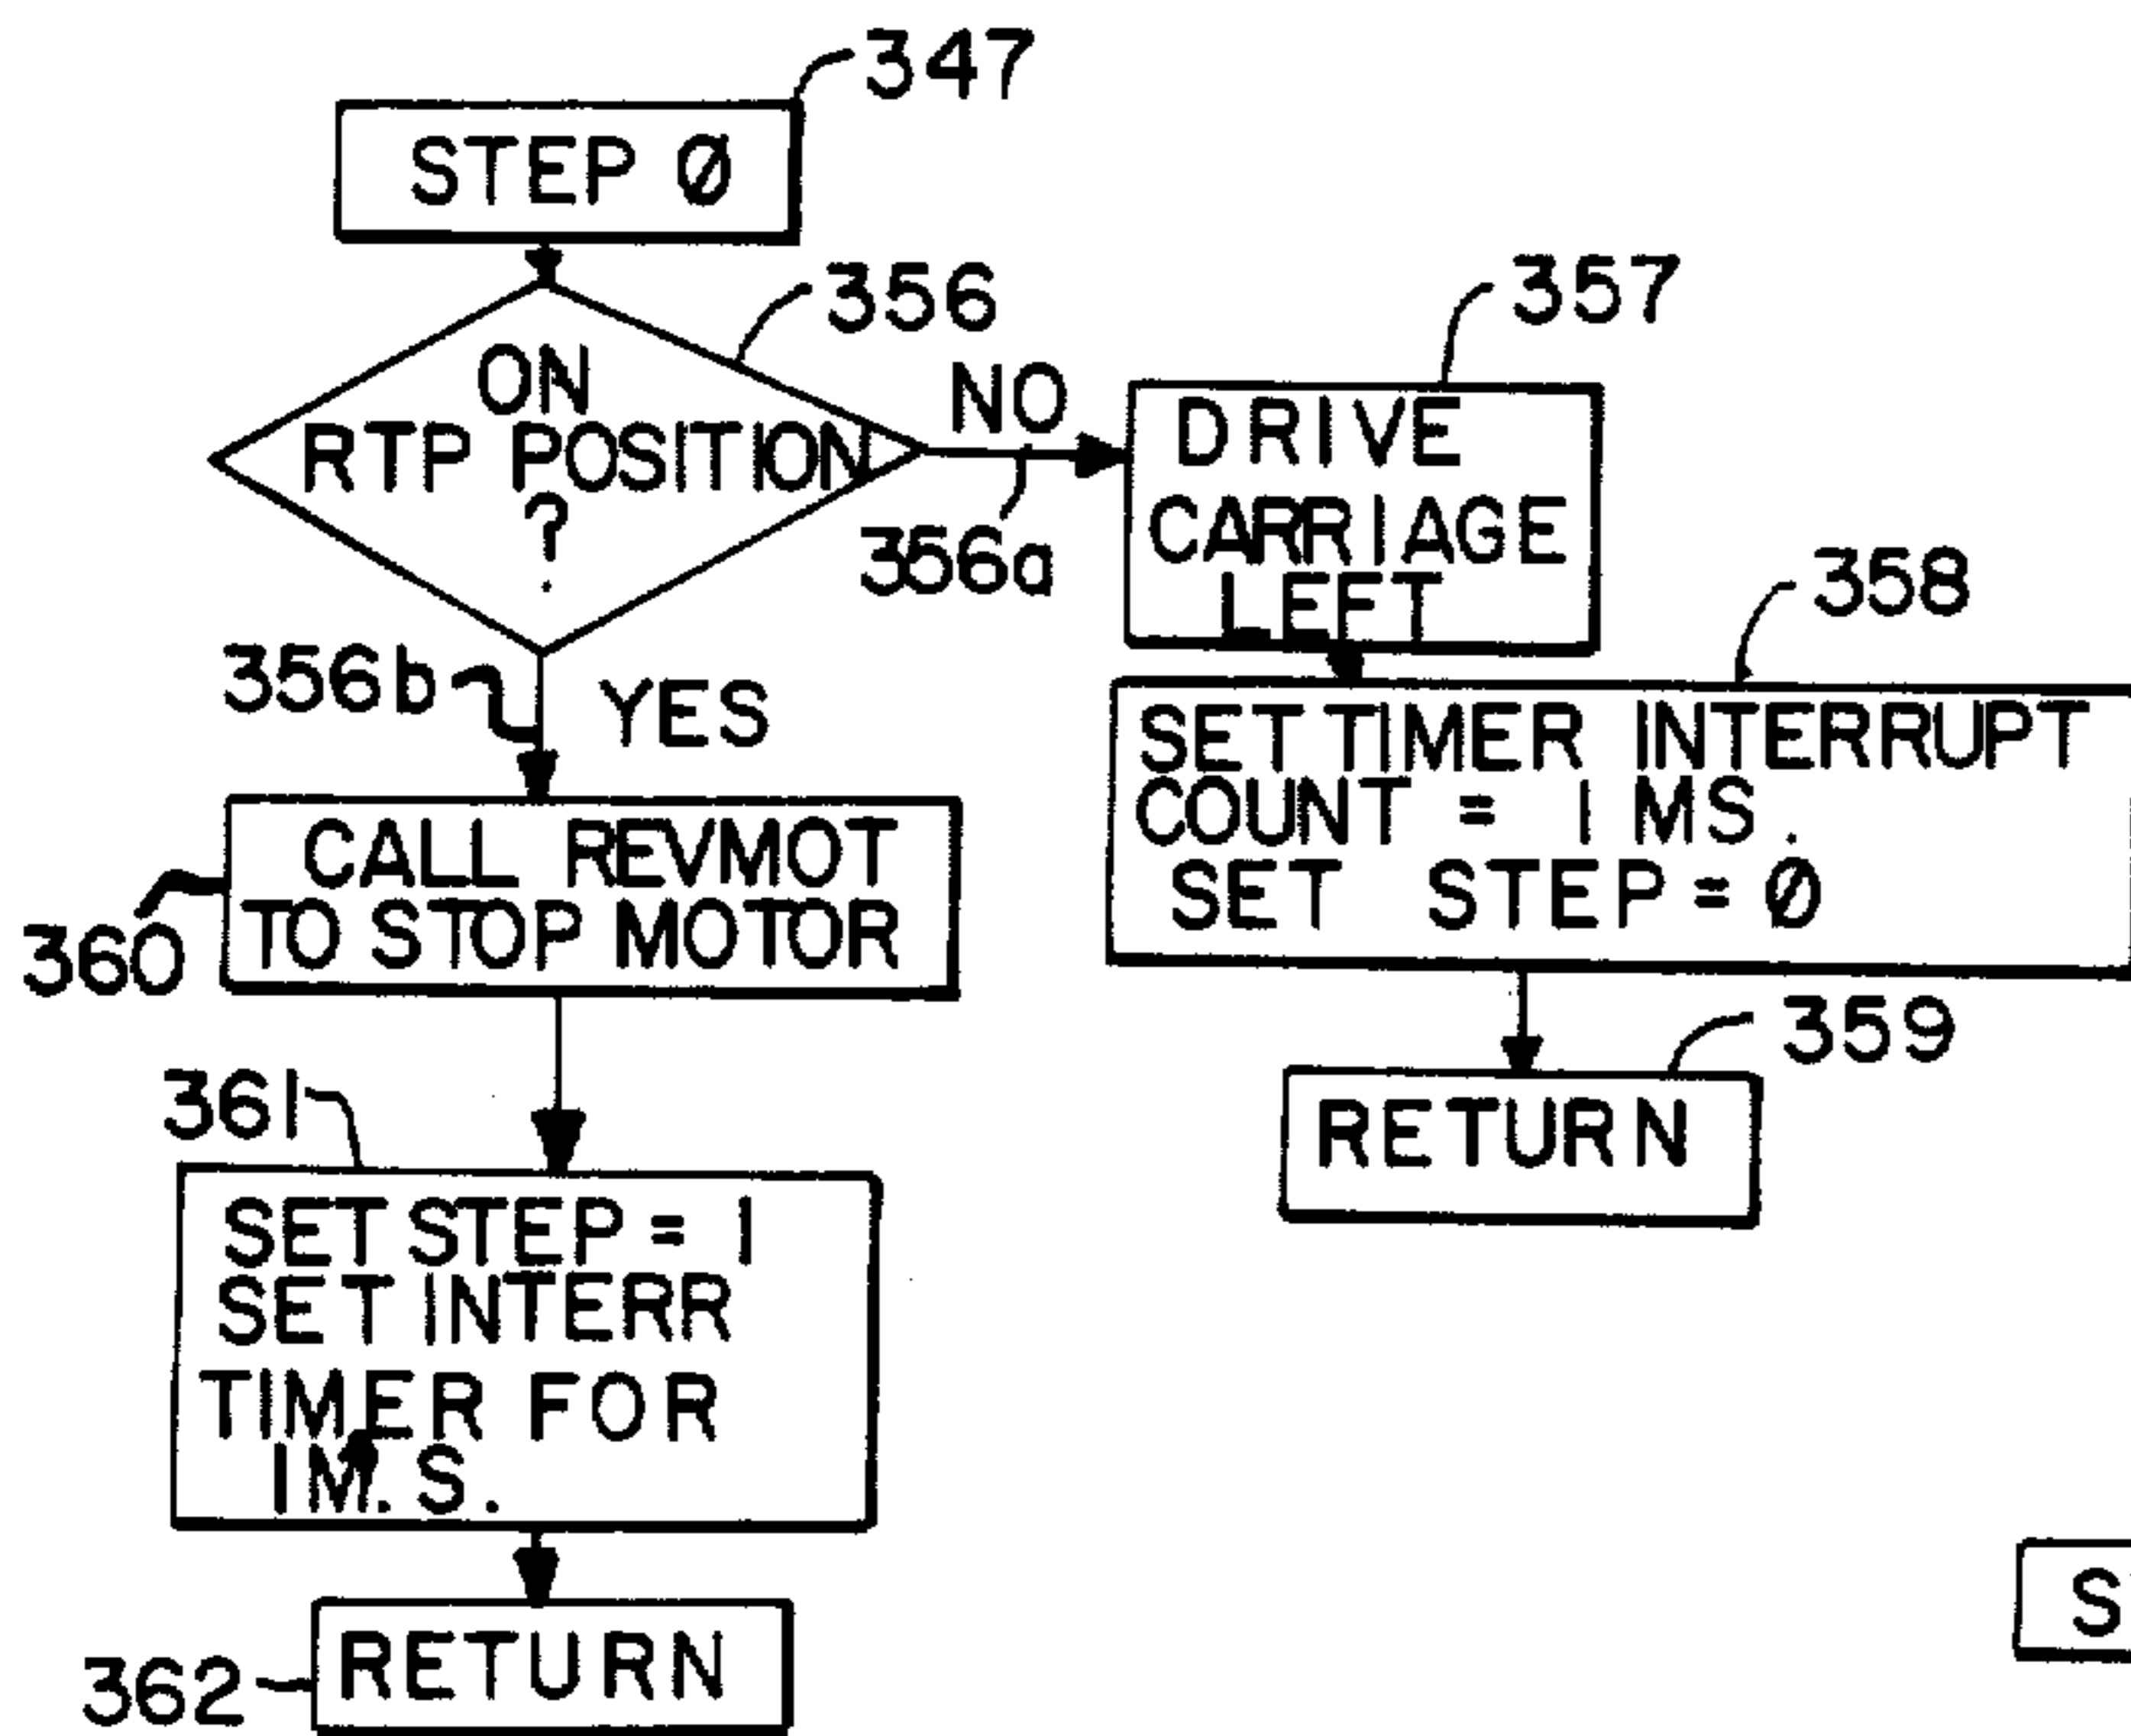 347
STEP Ø
356
ON
RTP POSITION
?
NO
356a
356b
YES
357
DRIVE
CARRIAGE
LEFT
358
SET TIMER INTERRUPT
COUNT = 1 MS.
SET STEP = Ø
359
RETURN
360
CALL REVMOT
TO STOP MOTOR
361
SET STEP = 1
SET INTERR
TIMER FOR
1 M.S.
362
RETURN